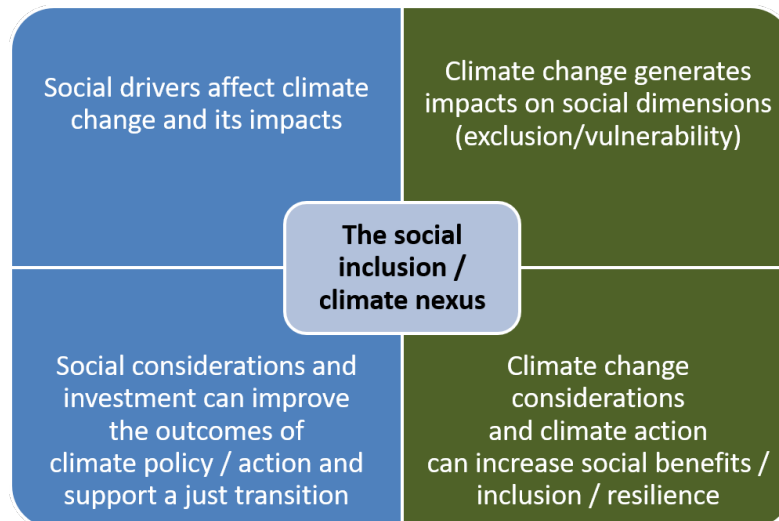 Social drivers affect climate
change and its impacts
Climate change generates
impacts on social dimensions
(exclusion/vulnerability)
The social
inclusion /
climate nexus
Social considerations and
investment can improve
the outcomes of
climate policy / action and
support a just transition
Climate change
considerations
and climate action
can increase social benefits /
inclusion / resilience